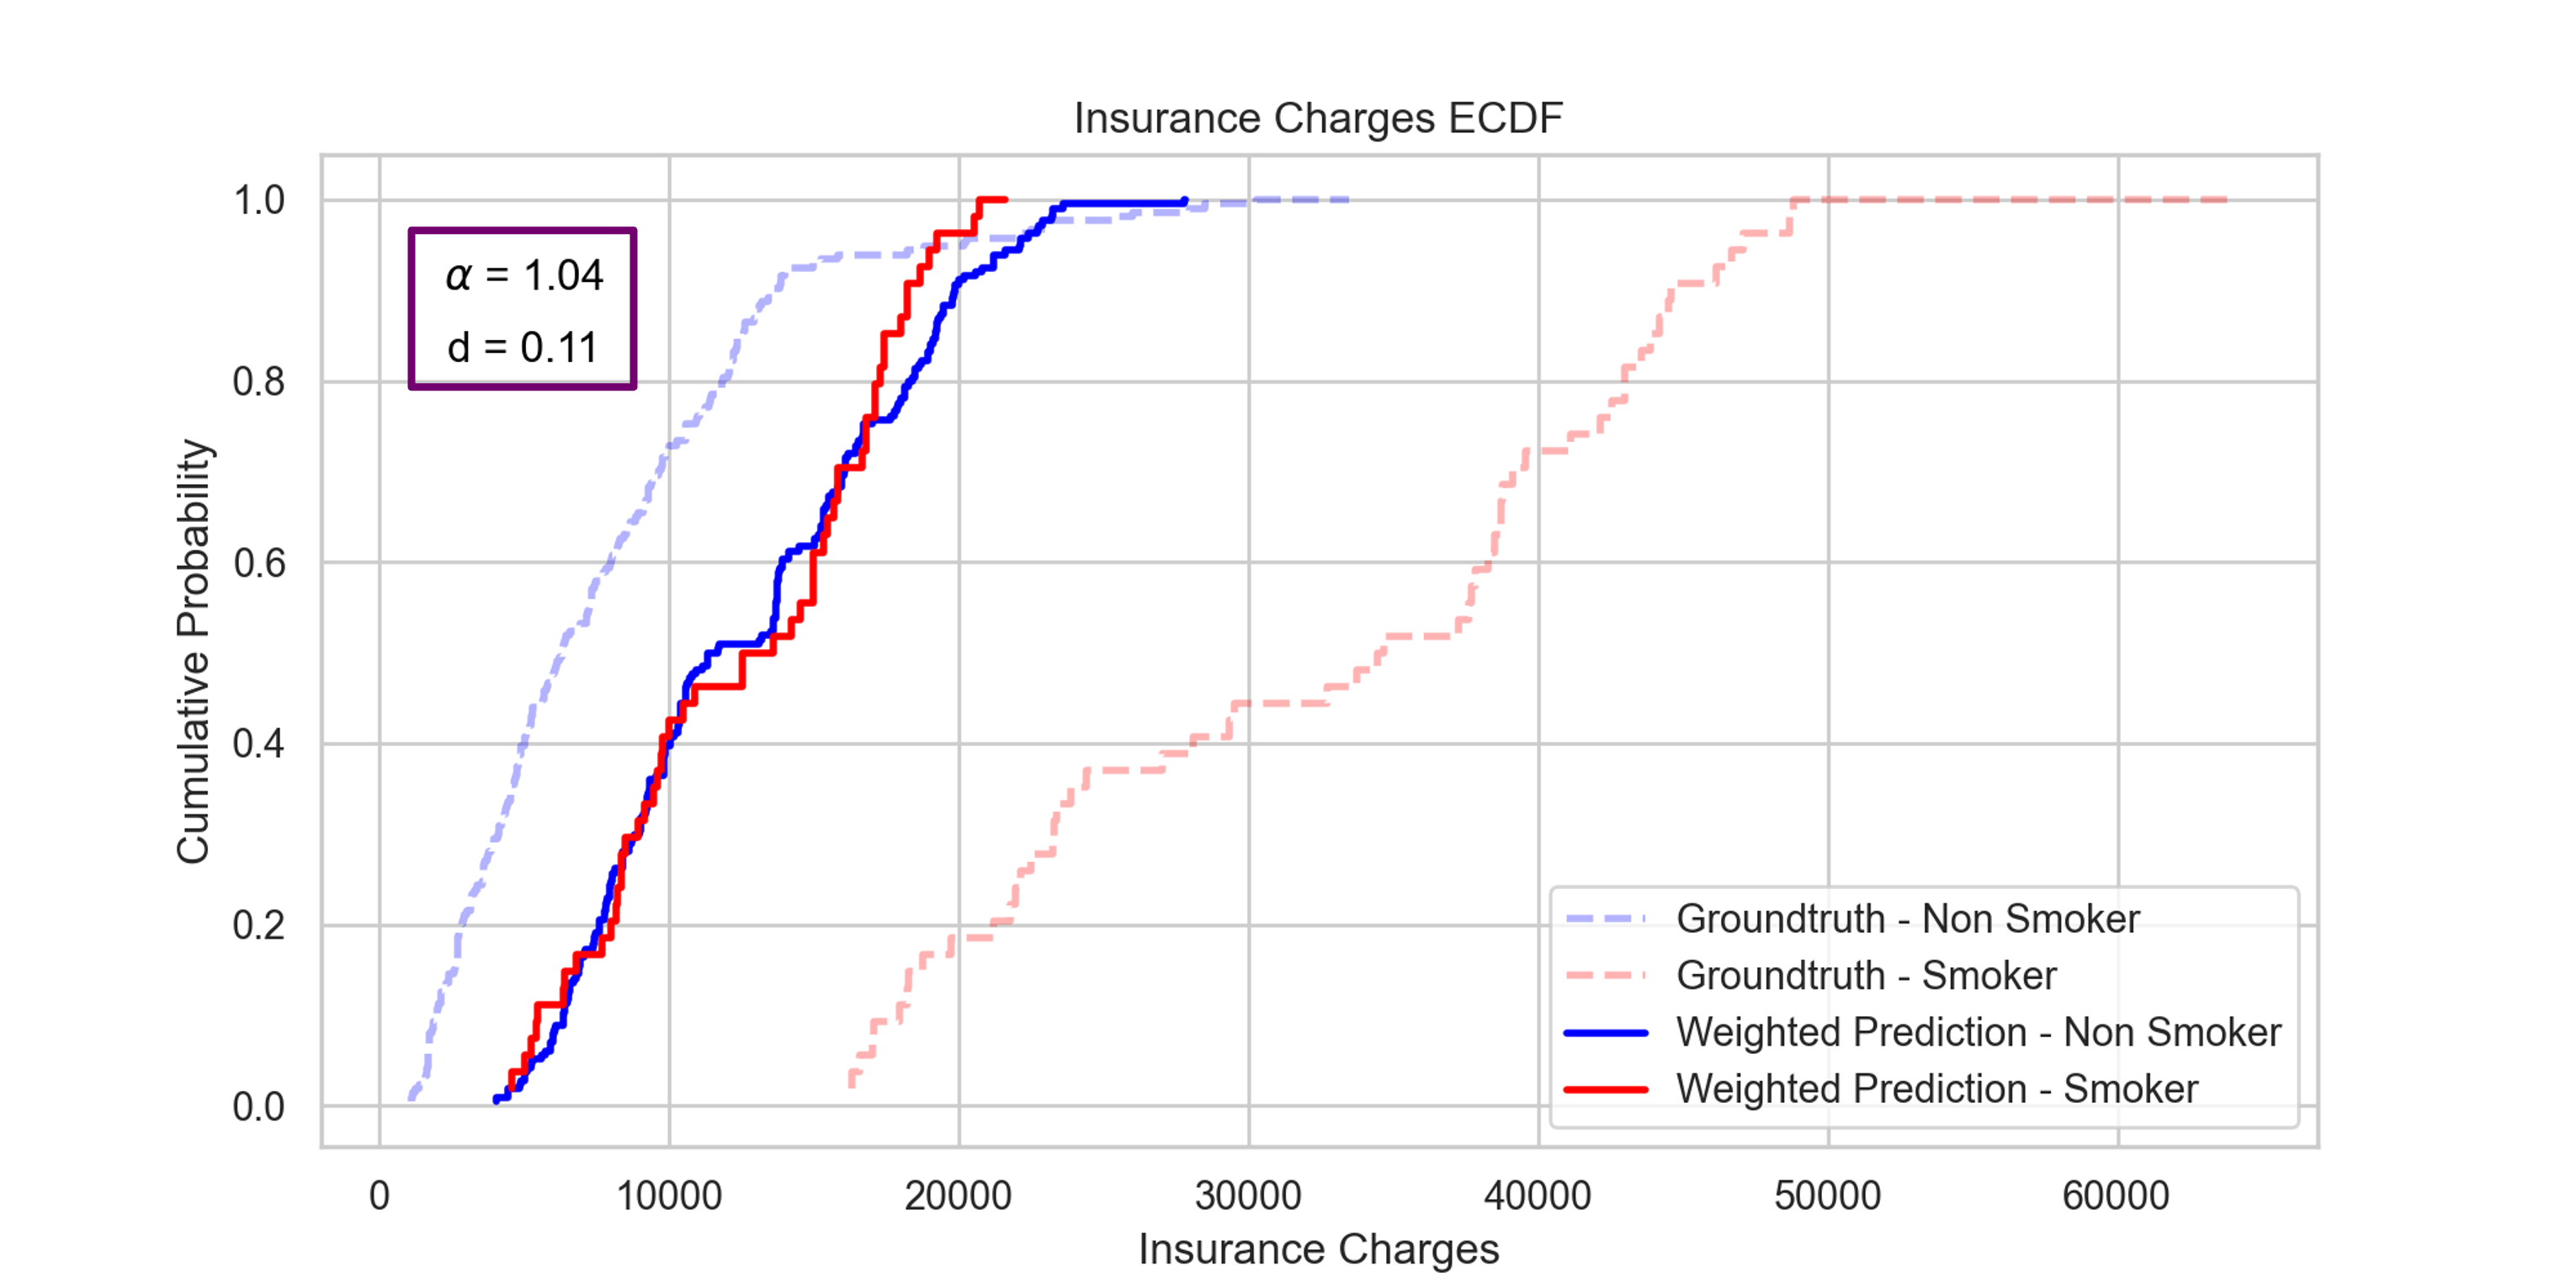 Insurance Charges ECDF
1.0
0.8
0.6
0.4
0.2
0.0
Cumulative Probability
α = 1.04
d = 0.11
Groundtruth - Non Smoker
Groundtruth - Smoker
Weighted Prediction - Non Smoker
Weighted Prediction - Smoker
0 10000 20000 30000 40000 50000 60000
Insurance Charges